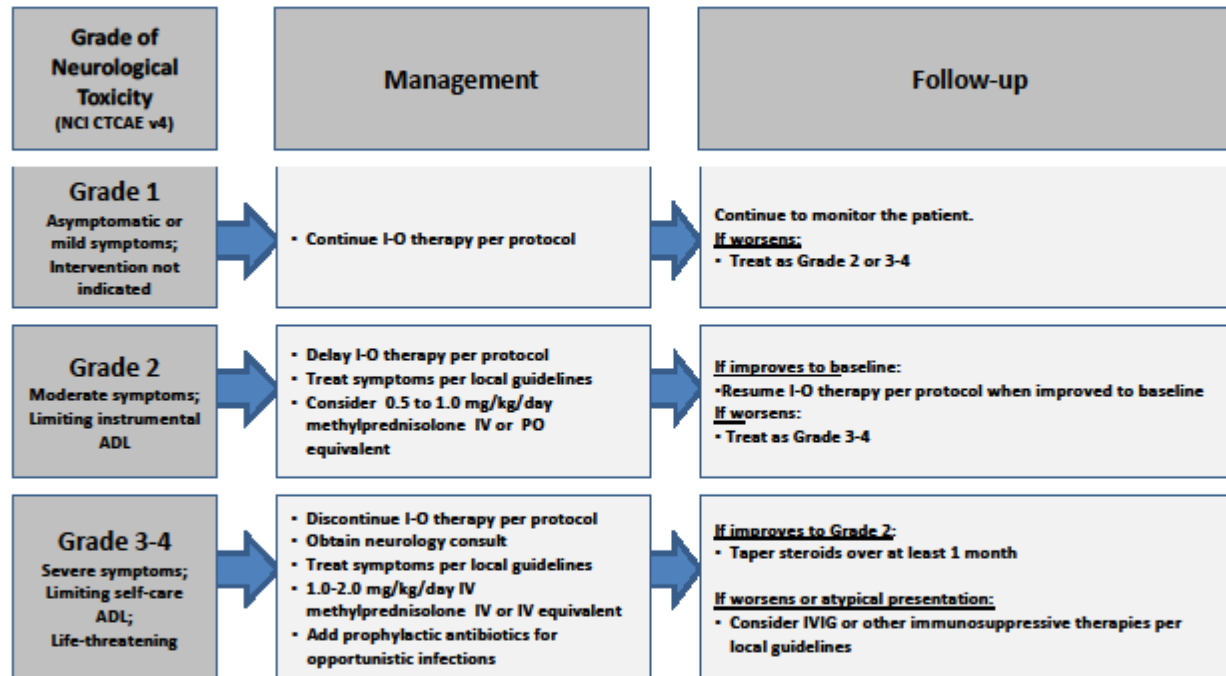 Grade of
Neurological
Toxicity
(NCI CTCAE v4)
Management
Follow-up
Grade 1
Asymptomatic or
mild symptoms;
Intervention not
indicated
• Continue I-O therapy per protocol
Continue to monitor the patient.
If worsens:
• Treat as Grade 2 or 3-4
Grade 2
Moderate symptoms;
Limiting instrumental
ADL
• Delay I-O therapy per protocol
• Treat symptoms per local guidelines
• Consider 0.5 to 1.0 mg/kg/day
methylprednisolone IV or PO
equivalent
If improves to baseline:
•Resume I-O therapy per protocol when improved to baseline
If worsens:
• Treat as Grade 3-4
Grade 3-4
Severe symptoms;
Limiting self-care
ADL;
Life-threatening
• Discontinue I-O therapy per protocol
• Obtain neurology consult
• Treat symptoms per local guidelines
• 1.0-2.0 mg/kg/day IV
methylprednisolone IV or IV equivalent
• Add prophylactic antibiotics for
opportunistic infections
If improves to Grade 2:
• Taper steroids over at least 1 month
If worsens or atypical presentation:
• Consider IVIG or other immunosuppressive therapies per
local guidelines